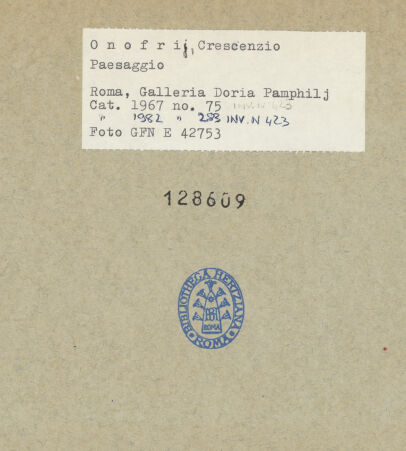 Onofri, Crescenzio
Paesaggio
Roma, Galleria Doria Pamphilj
Cat. 1967 no. 75
" 1982 " 283 INV. N 423
Foto GFN E 42753
128609
BIBLIOTHECA HERTZIANA
ROMA
• ROMA •